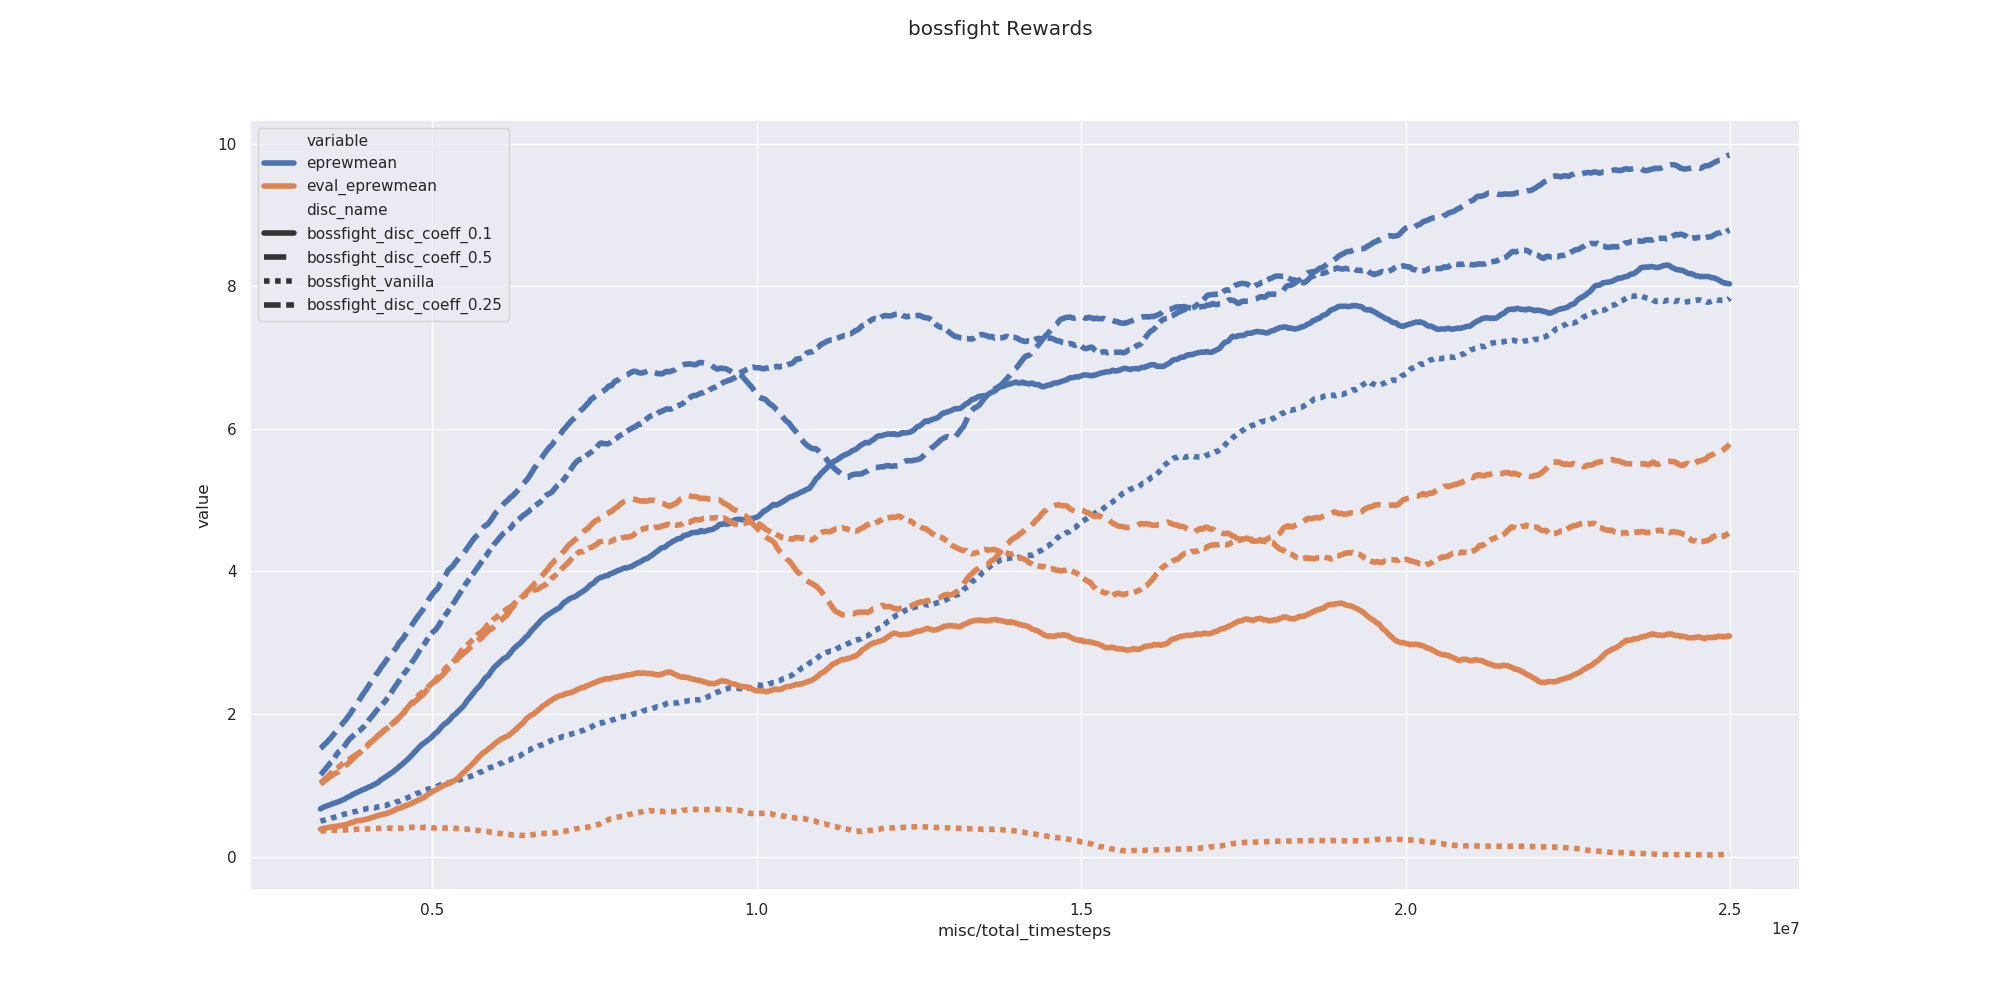 bossfight Rewards
variable
eprewmean
eval_eprewmean
disc_name
bossfight_disc_coeff_0.1
bossfight_disc_coeff_0.5
bossfight_vanilla
bossfight_disc_coeff_0.25
10
8
6
4
2
0
value
0.5 1.0 1.5 2.0 2.5
1e7
misc/total_timesteps